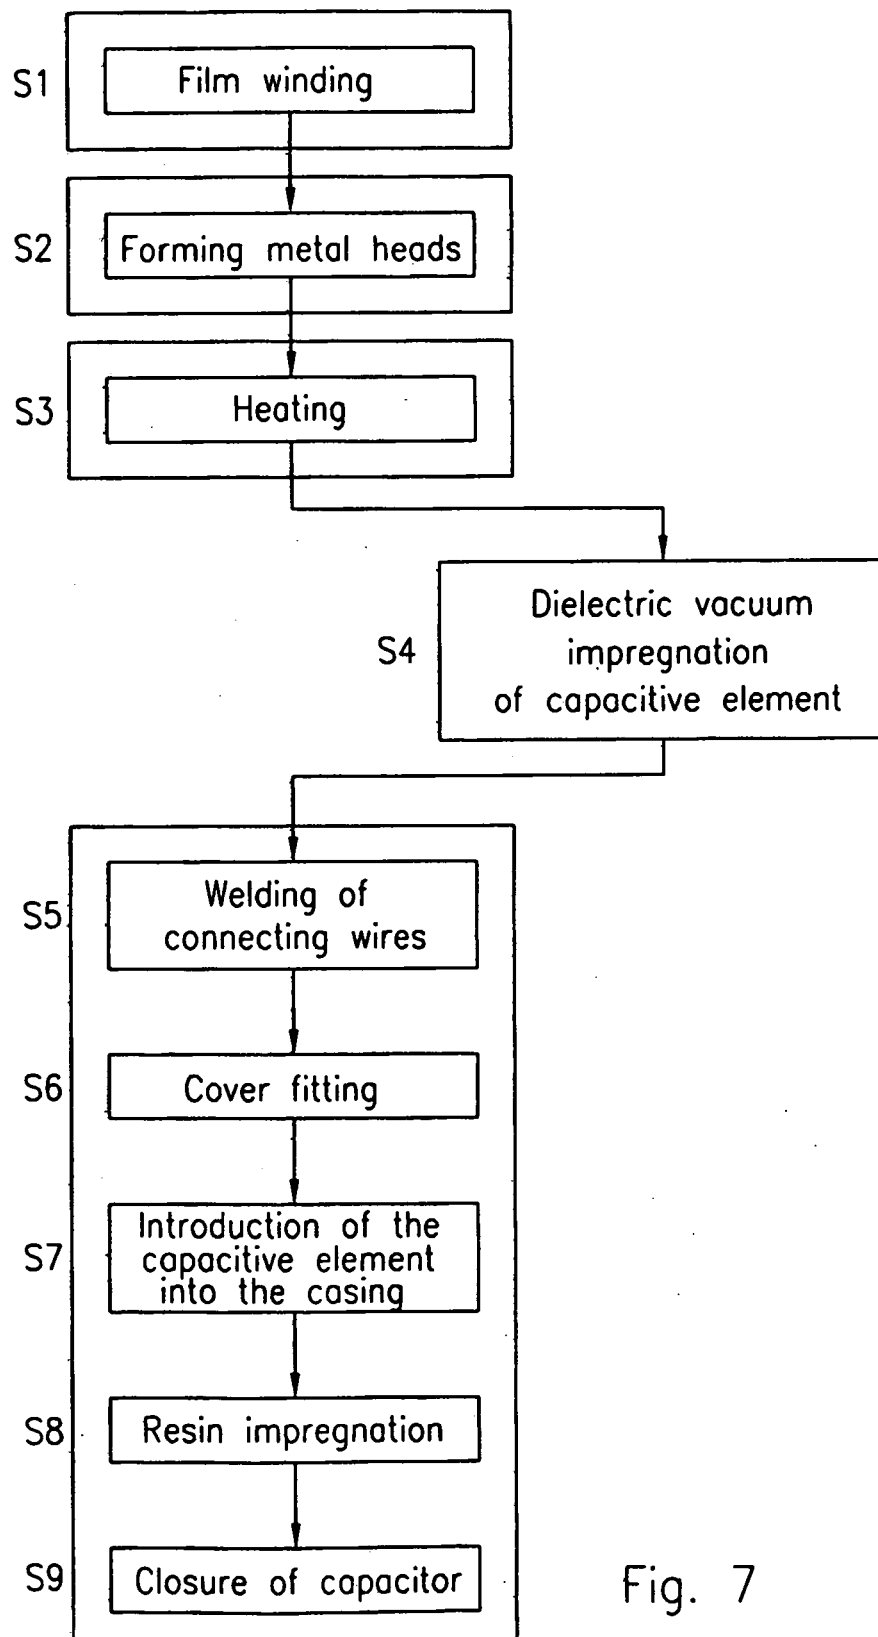 S1
Film winding
S2
Forming metal heads
S3
Heating
S4
Dielectric vacuum
impregnation
of capacitive element
S5
Welding of
connecting wires
S6
Cover fitting
S7
Introduction of the
capacitive element
into the casing
S8
Resin impregnation
S9
Closure of capacitor
Fig. 7